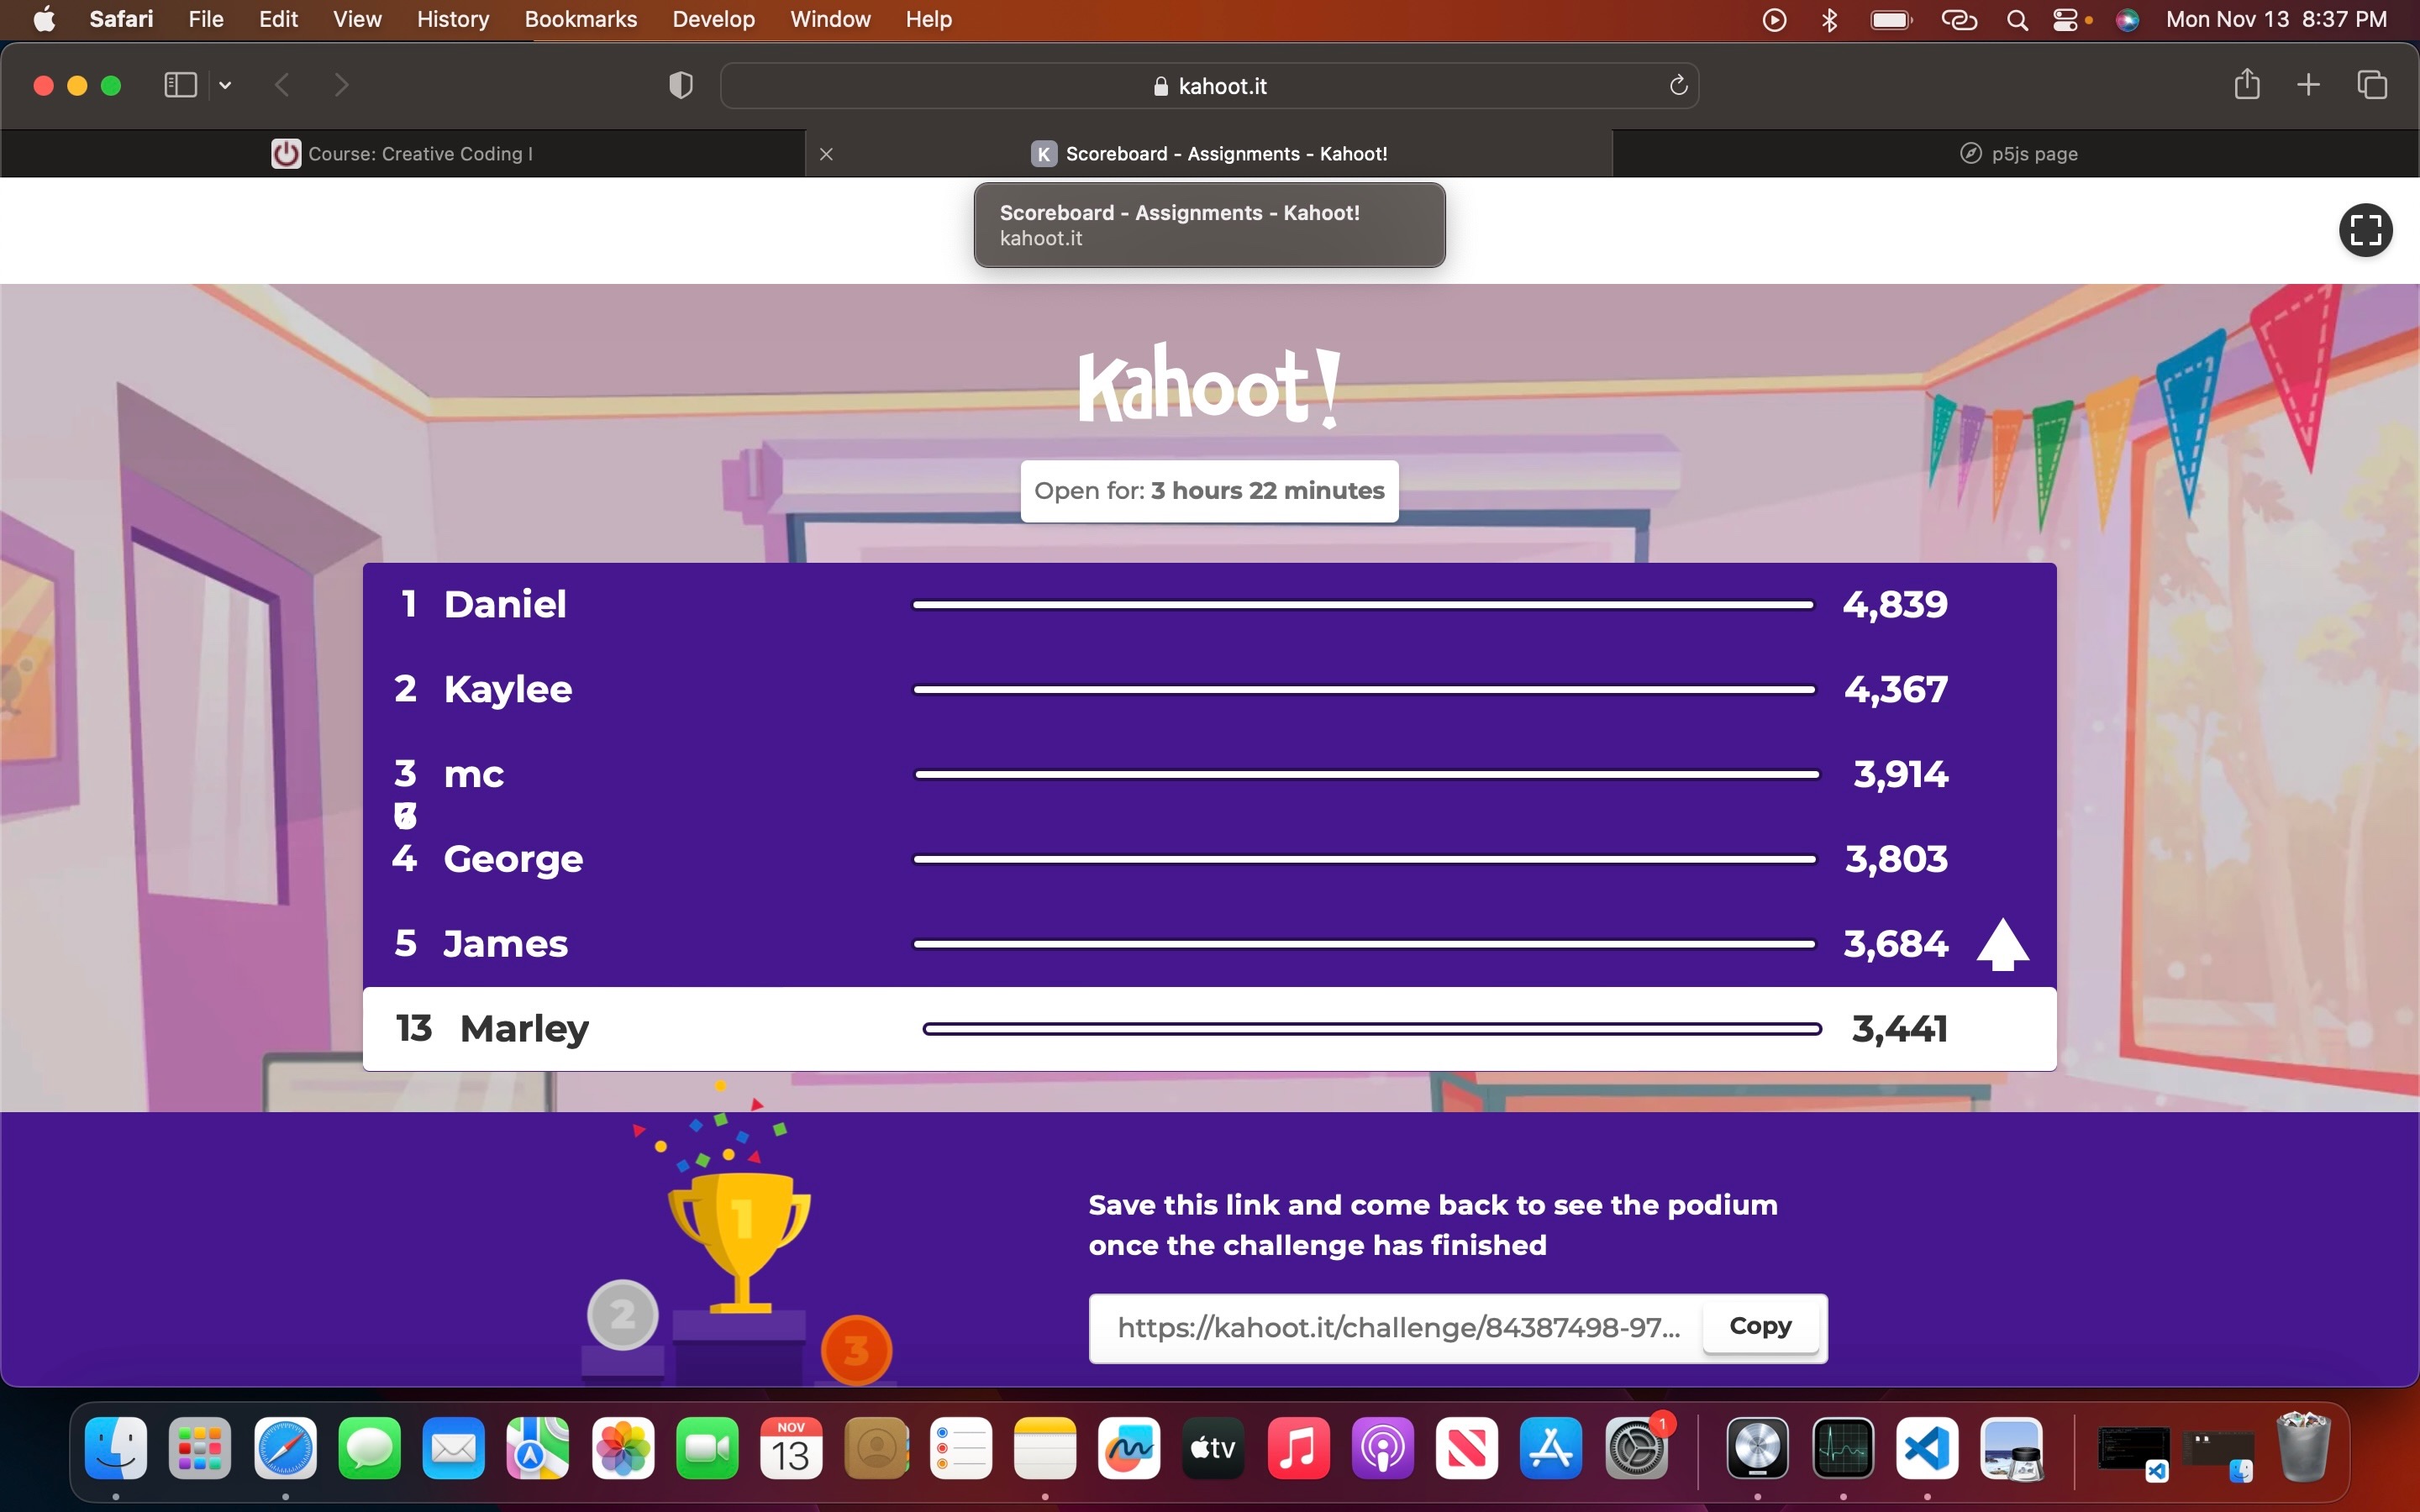 Safari File Edit View History Bookmarks Develop Window Help Mon Nov 13 8:37 PM
kahoot.it
Course: Creative Coding I
K Scoreboard - Assignments - Kahoot!
p5js page
Scoreboard - Assignments - Kahoot!
kahoot.it
Kahoot!
Open for: 3 hours 22 minutes
1 Daniel 4,839
2 Kaylee 4,367
3 mc 3,914
4 George 3,803
5 James 3,684
13 Marley 3,441
1
2
3
Save this link and come back to see the podium
once the challenge has finished
https://kahoot.it/challenge/84387498-97... Copy
NOV
13
tv
1